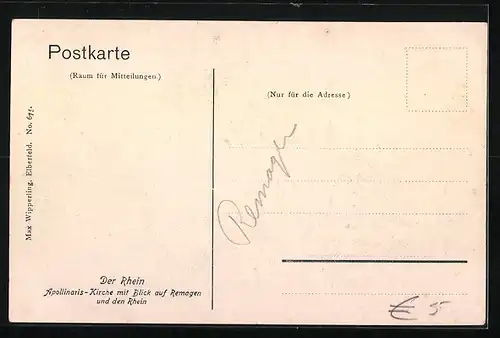 Postkarte
(Raum für Mitteilungen.)
(Nur für die Adresse.)
Max Wipperling, Elberfeld. No. 671.
Remagen
Der Rhein
Apollinaris-Kirche mit Blick auf Remagen
und den Rhein
€ 5